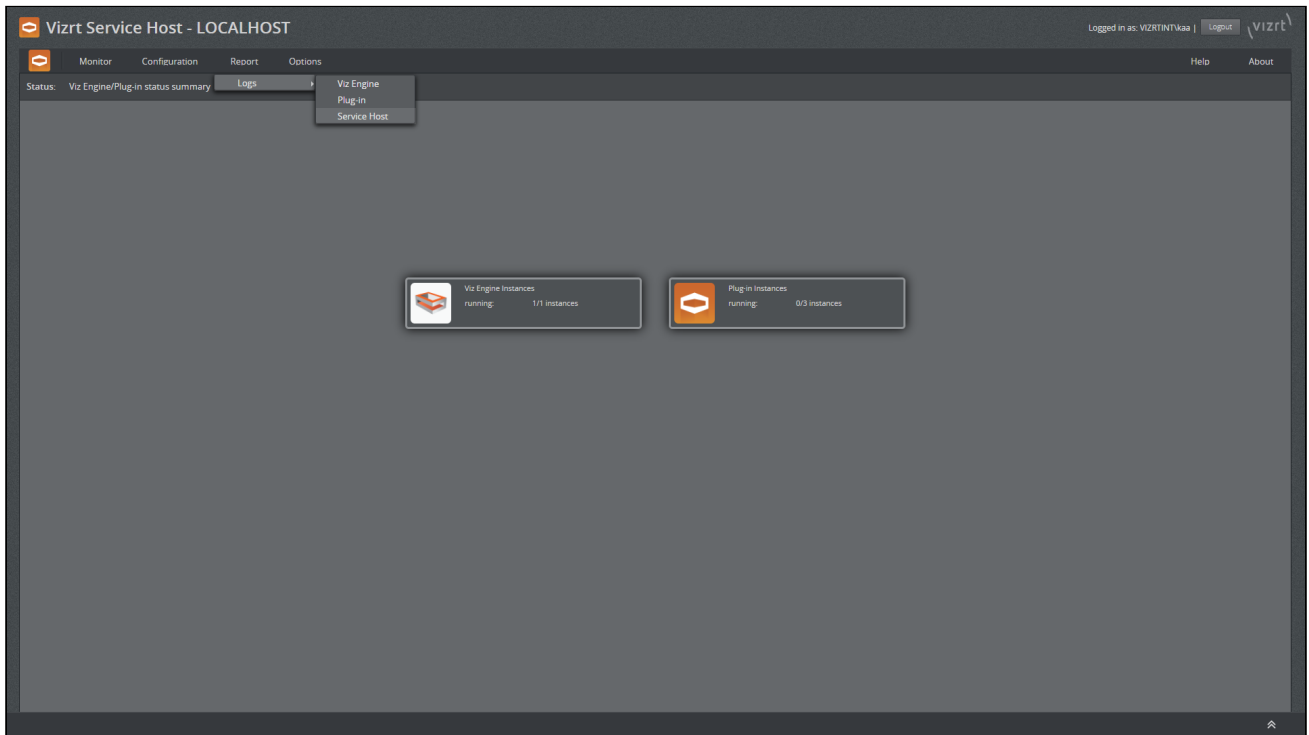 Vizrt Service Host - LOCALHOST
Logged in as: VIZRTINT\kaa | Logout vizrt
Monitor Configuration Report Options Help About
Status: Viz Engine/Plug-in status summary
Logs
Viz Engine
Plug-in
Service Host
Viz Engine Instances
running: 1/1 instances
Plug-in Instances
running: 0/3 instances